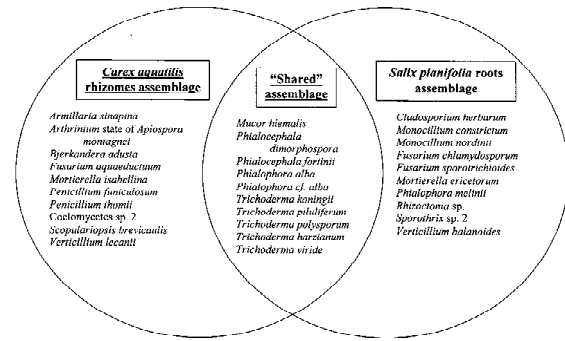 Carex aquatilis
rhizomes assemblage
Armillaria sinapina
Arthrinium state of Apiospora
montagnei
Bjerkandera adusta
Fusarium aquaeductuum
Mortierella isabellina
Penicillium funiculosum
Penicillium thomii
Coelomycetes sp. 2
Scopulariopsis brevicaulis
Verticillium lecanii
"Shared"
assemblage
Mucor hiemalis
Phialocephala
dimorphospora
Phialocephala fortinii
Phialophora alba
Phialophora cf. alba
Trichoderma koningii
Trichoderma piluliferum
Trichoderma polysporum
Trichoderma harzianum
Trichoderma viride
Salix planifolia roots
assemblage
Cladosporium herbarum
Monocillium constrictum
Monocillium nordinii
Fusarium chlamydosporum
Fusarium sporotrichioides
Mortierella ericetorum
Phialophora melinii
Rhizoctonia sp.
Sporothrix sp. 2
Verticillium balanoides